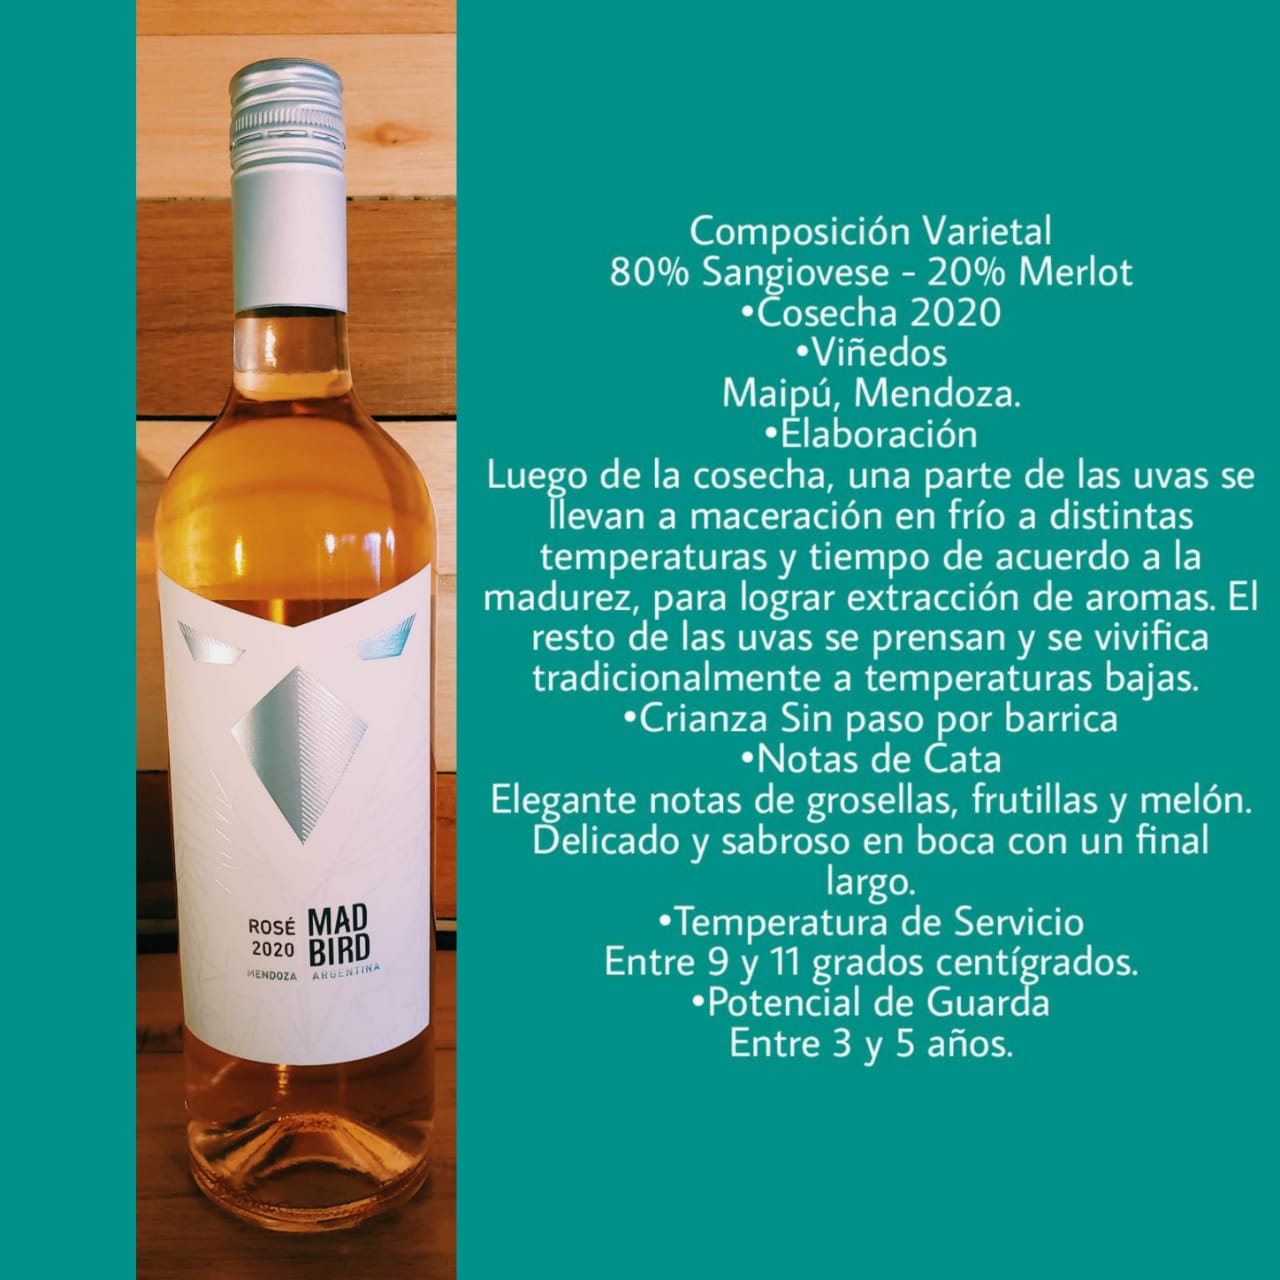 ROSÉ
2020
MAD
BIRD
MENDOZA ARGENTINA
Composición Varietal
80% Sangiovese - 20% Merlot
•Cosecha 2020
•Viñedos
Maipú, Mendoza.
•Elaboración
Luego de la cosecha, una parte de las uvas se
llevan a maceración en frío a distintas
temperaturas y tiempo de acuerdo a la
madurez, para lograr extracción de aromas. El
resto de las uvas se prensan y se vivifica
tradicionalmente a temperaturas bajas.
•Crianza Sin paso por barrica
•Notas de Cata
Elegante notas de grosellas, frutillas y melón.
Delicado y sabroso en boca con un final
largo.
•Temperatura de Servicio
Entre 9 y 11 grados centígrados.
•Potencial de Guarda
Entre 3 y 5 años.